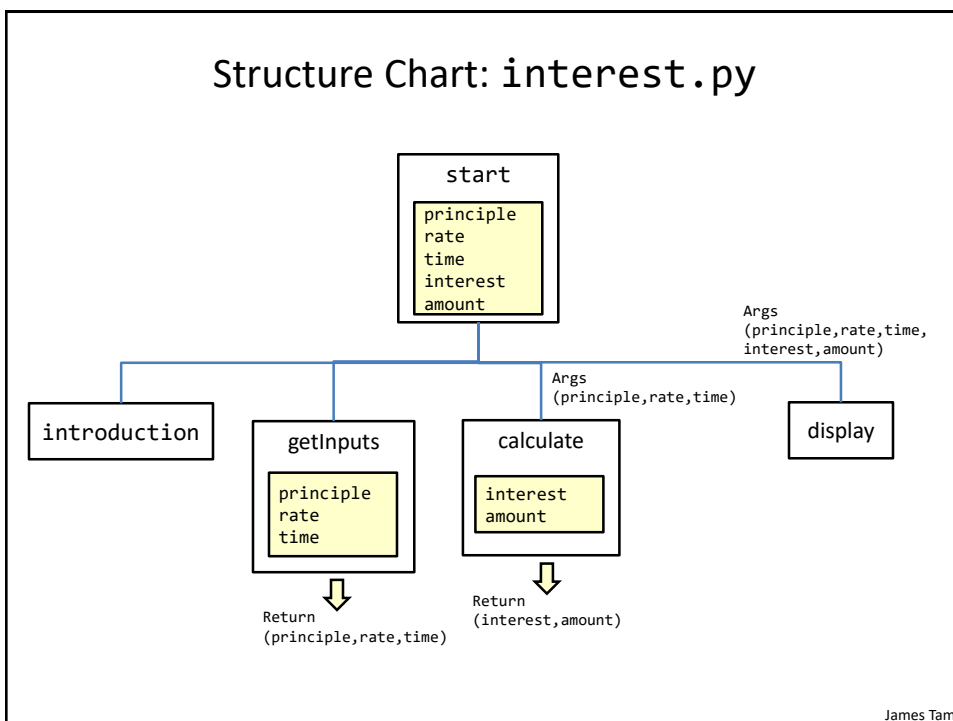 Structure Chart: interest.py
start
principle
rate
time
interest
amount
Args
(principle,rate,time,
interest,amount)
Args
(principle,rate,time)
introduction
getInputs
principle
rate
time
calculate
interest
amount
display
Return
(principle,rate,time)
Return
(interest,amount)
James Tam